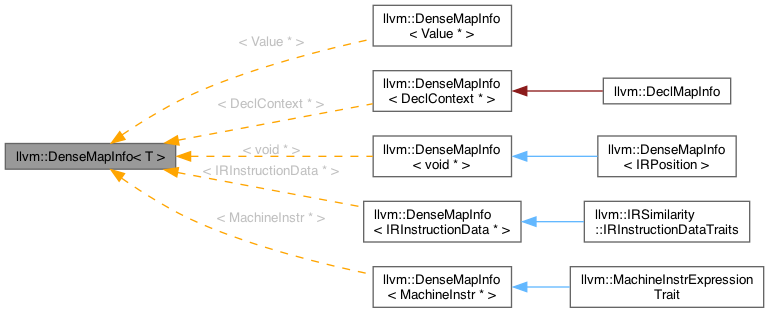 llvm::DenseMapInfo
< Value * >
< Value * >
llvm::DenseMapInfo
< DeclContext * >
llvm::DeclMapInfo
< DeclContext * >
llvm::DenseMapInfo< T >
< void * >
llvm::DenseMapInfo
< void * >
llvm::DenseMapInfo
< IRPosition >
< IRInstructionData * >
llvm::DenseMapInfo
< IRInstructionData * >
llvm::IRSimilarity
::IRInstructionDataTraits
< MachineInstr * >
llvm::DenseMapInfo
< MachineInstr * >
llvm::MachineInstrExpression
Trait